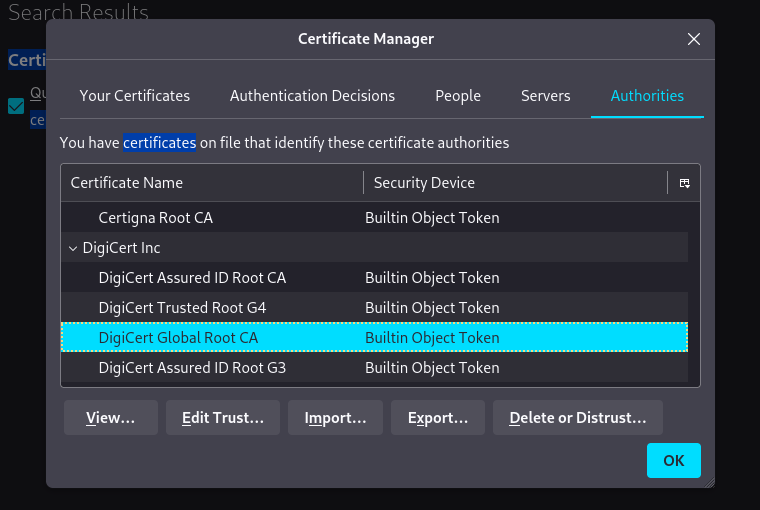 Search Results
Certificate Manager
Certi
Qu
ce
Your Certificates Authentication Decisions People Servers Authorities
You have certificates on file that identify these certificate authorities
Certificate Name Security Device
Certigna Root CA Builtin Object Token
DigiCert Inc
DigiCert Assured ID Root CA Builtin Object Token
DigiCert Trusted Root G4 Builtin Object Token
DigiCert Global Root CA Builtin Object Token
DigiCert Assured ID Root G3 Builtin Object Token
View... Edit Trust... Import... Export... Delete or Distrust...
OK